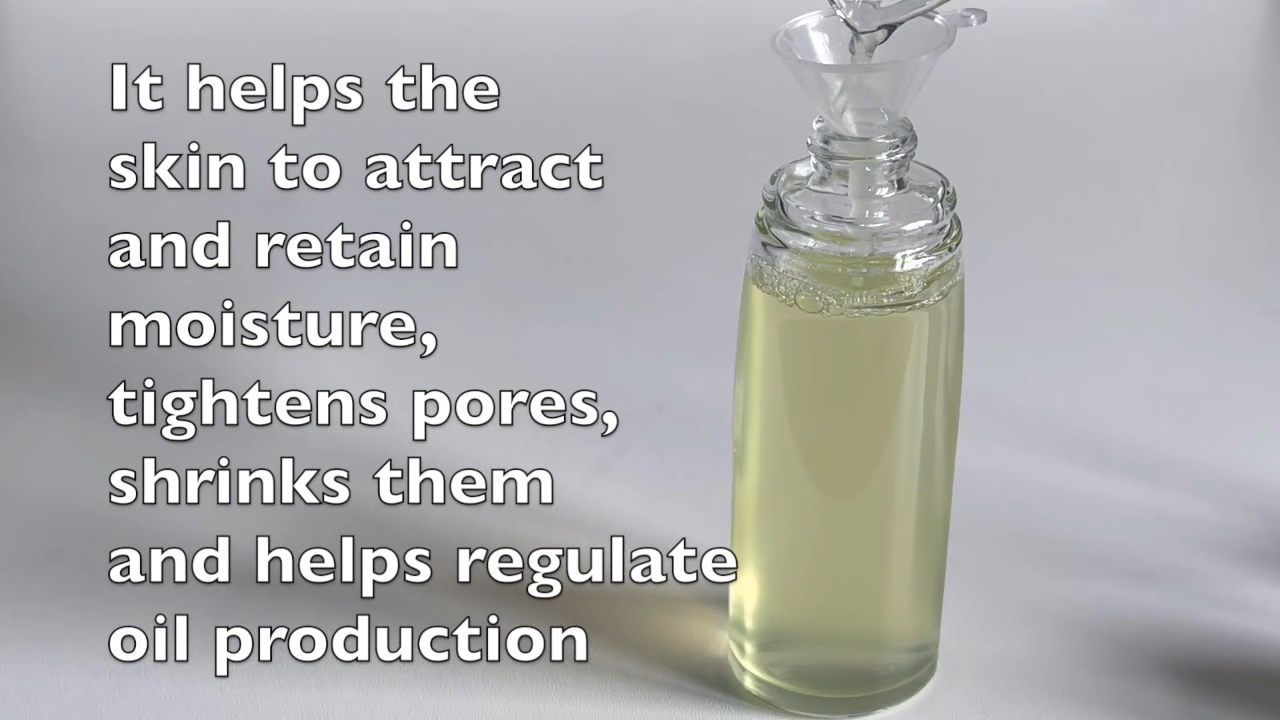 It helps the
skin to attract
and retain
moisture,
tightens pores,
shrinks them
and helps regulate
oil production